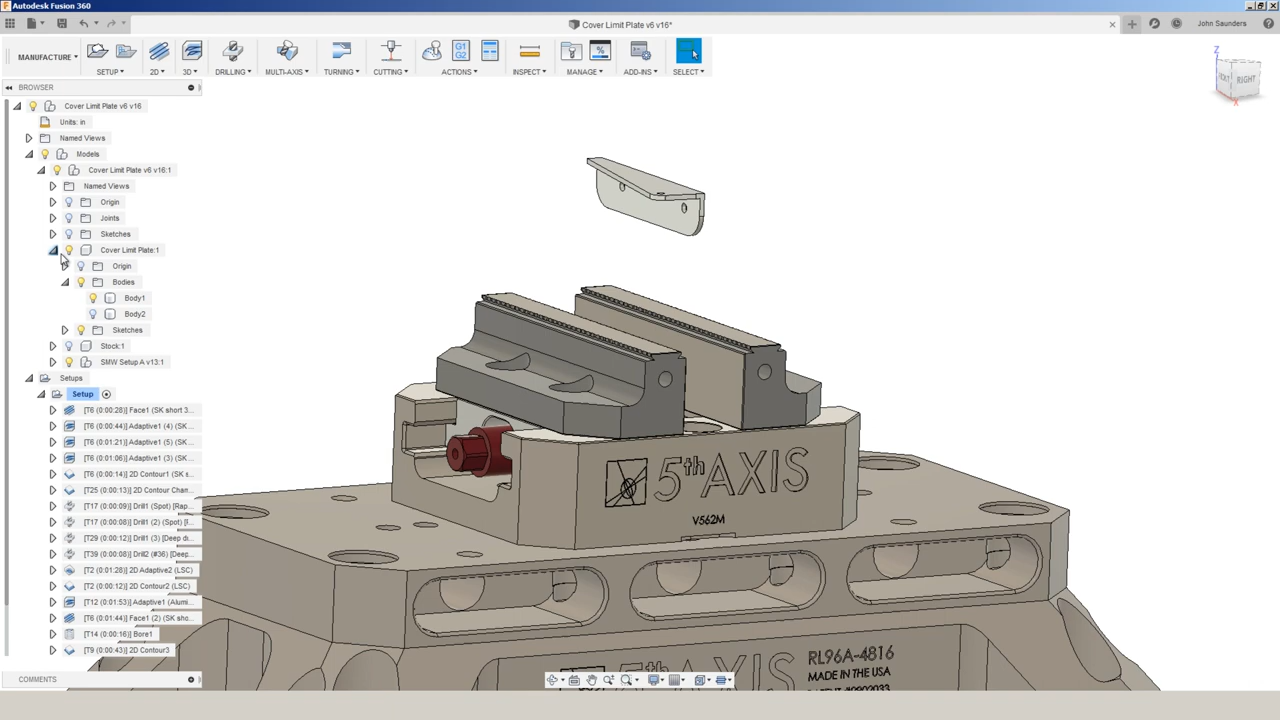 Autodesk Fusion 360
Cover Limit Plate v6 v16*
John Saunders
MANUFACTURE
SETUP
2D
3D
DRILLING
MULTI-AXIS
TURNING
CUTTING
G1
G2
ACTIONS
INSPECT
MANAGE
ADD-INS
SELECT
BROWSER
Cover Limit Plate v6 v16
Units: in
Named Views
Models
Cover Limit Plate v6 v16:1
Named Views
Origin
Joints
Sketches
Cover Limit Plate:1
Origin
Bodies
Body1
Body2
Sketches
Stock:1
SMW Setup A v13:1
Setups
Setup
[T6 (0:00:28)] Face1 (SK short 3...
[T6 (0:00:44)] Adaptive1 (4) (SK ...
[T6 (0:01:21)] Adaptive1 (5) (SK ...
[T6 (0:01:06)] Adaptive1 (3) (SK ...
[T6 (0:00:14)] 2D Contour1 (SK s...
[T25 (0:00:13)] 2D Contour Chan...
[T17 (0:00:09)] Drill1 (Spot) [Rap...
[T17 (0:00:08)] Drill1 (2) (Spot) [R...
[T29 (0:00:12)] Drill1 (3) [Deep dr...
[T39 (0:00:08)] Drill2 (#36) [Deep...
[T2 (0:01:28)] 2D Adaptive2 (LSC)
[T2 (0:00:12)] 2D Contour2 (LSC)
[T12 (0:01:53)] Adaptive1 (Alumi...
[T6 (0:01:44)] Face1 (2) (SK sho...
[T14 (0:00:16)] Bore1
[T9 (0:00:43)] 2D Contour3
COMMENTS
Z
RIGHT
X
5th AXIS
V562M
RL96A-4816
MADE IN THE USA